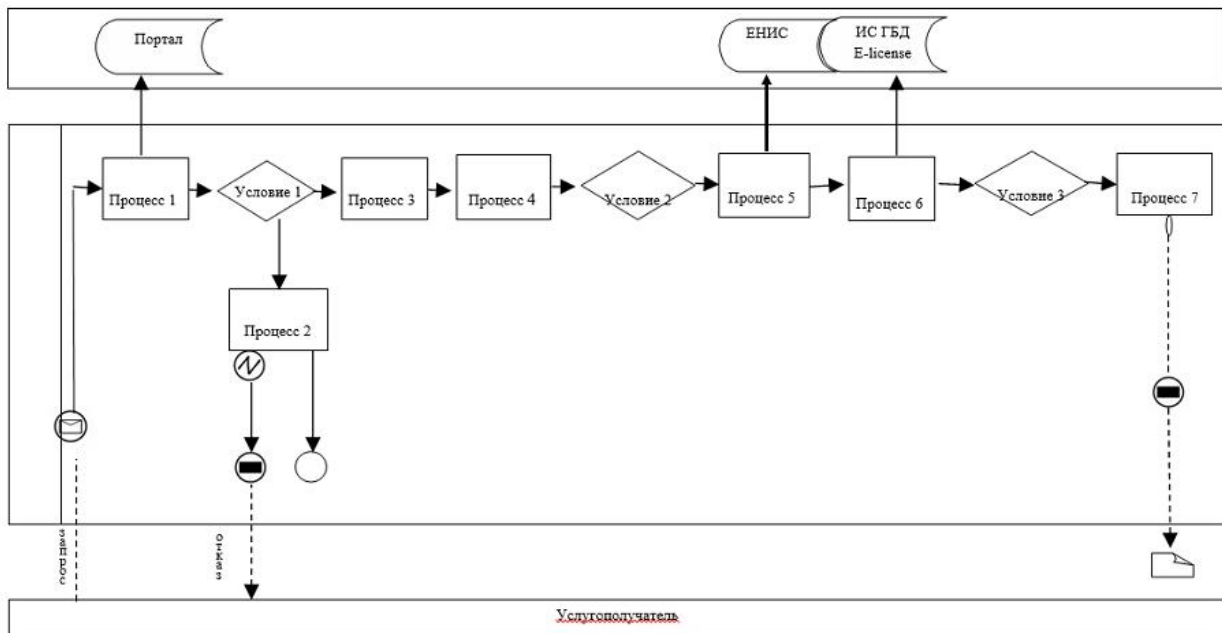 Портал
ЕНИС
ИС ГБД
E-license
Процесс 1
Условие 1
Процесс 3
Процесс 4
Условие 2
Процесс 5
Процесс 6
Условие 3
Процесс 7
Процесс 2
запрос
отказ
Услугополучатель